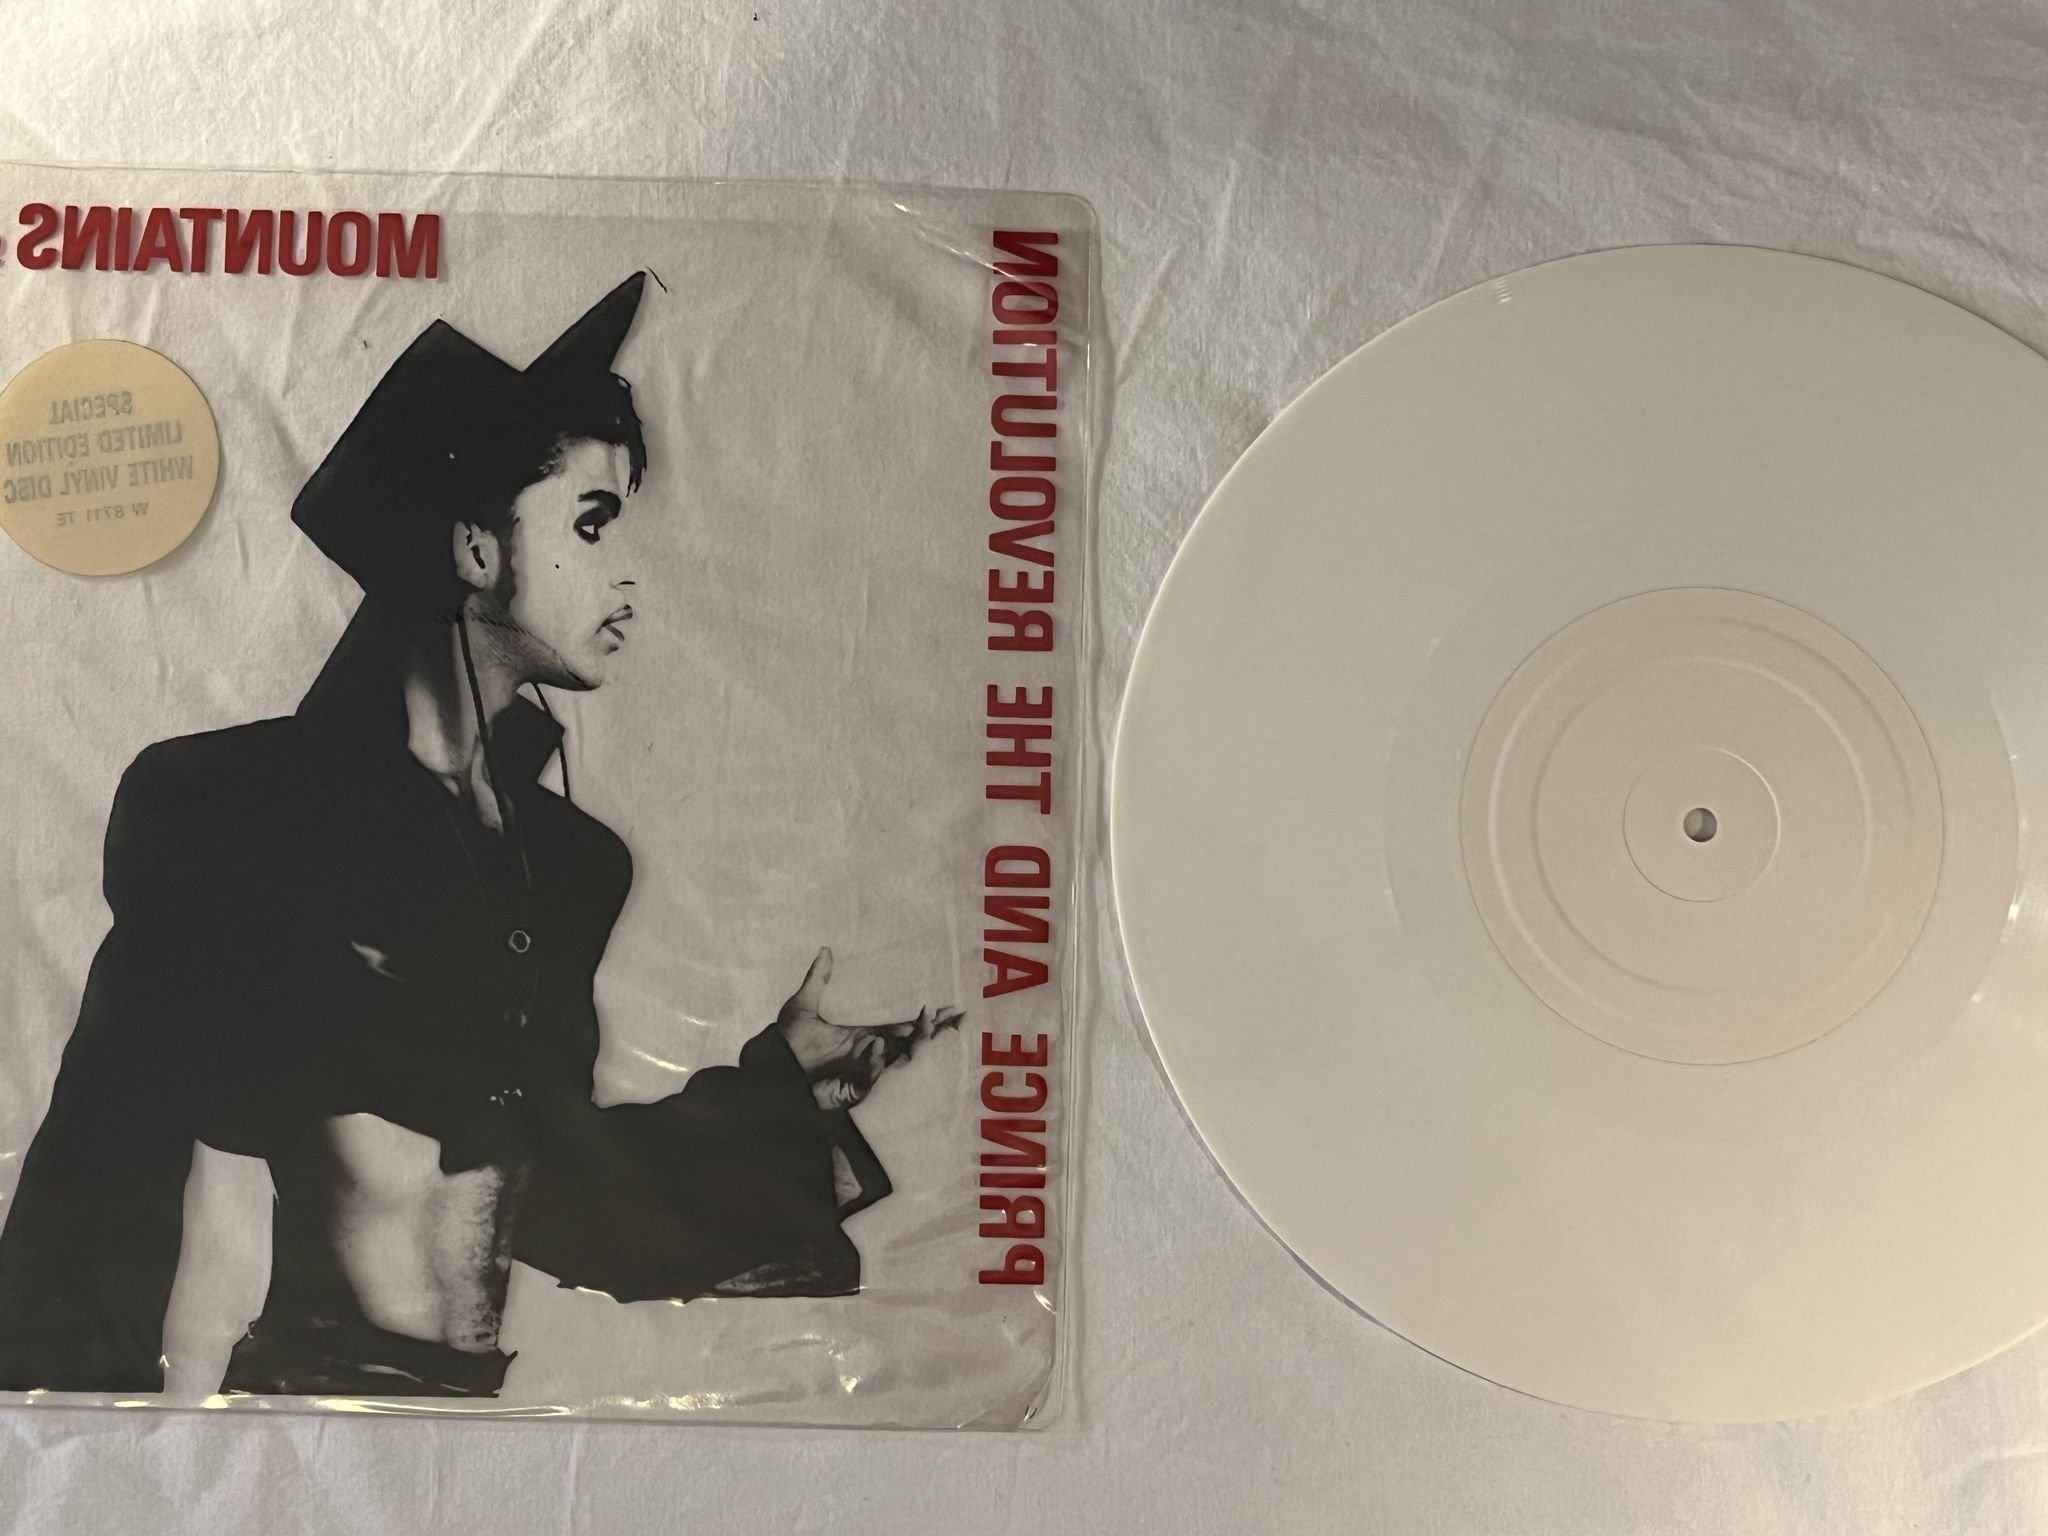 MOUNTAINS
SPECIAL
LIMITED EDITION
WHITE VINYL DISC
W 8711 TE
PRINCE AND THE REVOLUTION